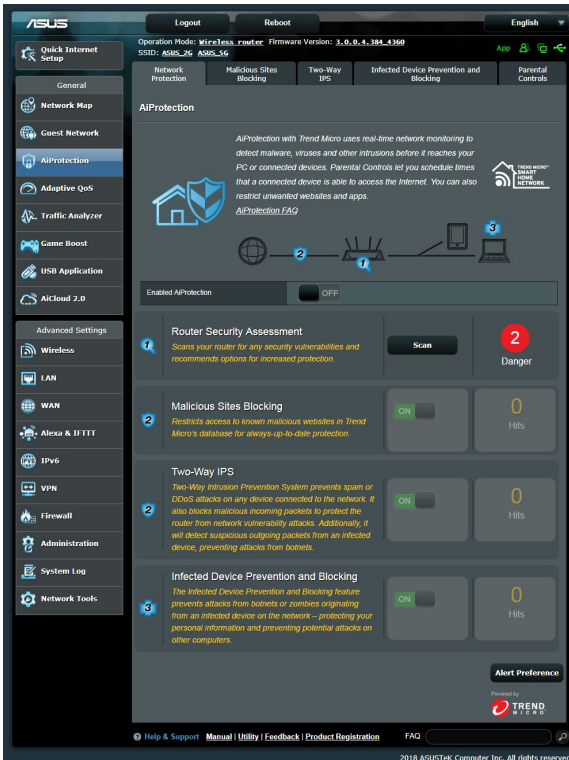 ASUS
Logout
Reboot
English
Quick Internet
Setup
Operation Mode: Wireless router Firmware Version: 3.0.0.4.384_4360
SSID: ASUS_2G ASUS_5G
App
General
Network Map
Guest Network
AiProtection
Adaptive QoS
Traffic Analyzer
Game Boost
USB Application
AiCloud 2.0
Advanced Settings
Wireless
LAN
WAN
Alexa & IFTTT
IPv6
VPN
Firewall
Administration
System Log
Network Tools
Network
Protection
Malicious Sites
Blocking
Two-Way
IPS
Infected Device Prevention and
Blocking
Parental
Controls
AiProtection
AiProtection with Trend Micro uses real-time network monitoring to
detect malware, viruses and other intrusions before it reaches your
PC or connected devices. Parental Controls let you schedule times
that a connected device is able to access the Internet. You can also
restrict unwanted websites and apps.
AiProtection FAQ
TREND MICRO
SMART
HOME
NETWORK
2
1
3
Enabled AiProtection
OFF
1
Router Security Assessment
Scans your router for any security vulnerabilities and
recommends options for increased protection.
Scan
2
Danger
2
Malicious Sites Blocking
Restricts access to known malicious websites in Trend
Micro's database for always-up-to-date protection.
ON
0
Hits
2
Two-Way IPS
Two-Way Intrusion Prevention System prevents spam or
DDoS attacks on any device connected to the network. It
also blocks malicious incoming packets to protect the
router from network vulnerability attacks. Additionally, it
will detect suspicious outgoing packets from an infected
device, preventing attacks from botnets.
ON
0
Hits
3
Infected Device Prevention and Blocking
The Infected Device Prevention and Blocking feature
prevents attacks from botnets or zombies originating
from an infected device on the network – protecting your
personal information and preventing potential attacks on
other computers.
ON
0
Hits
Alert Preference
Powered by
TREND
MICRO
Help & Support Manual | Utility | Feedback | Product Registration FAQ
2018 ASUSTeK Computer Inc. All rights reserved